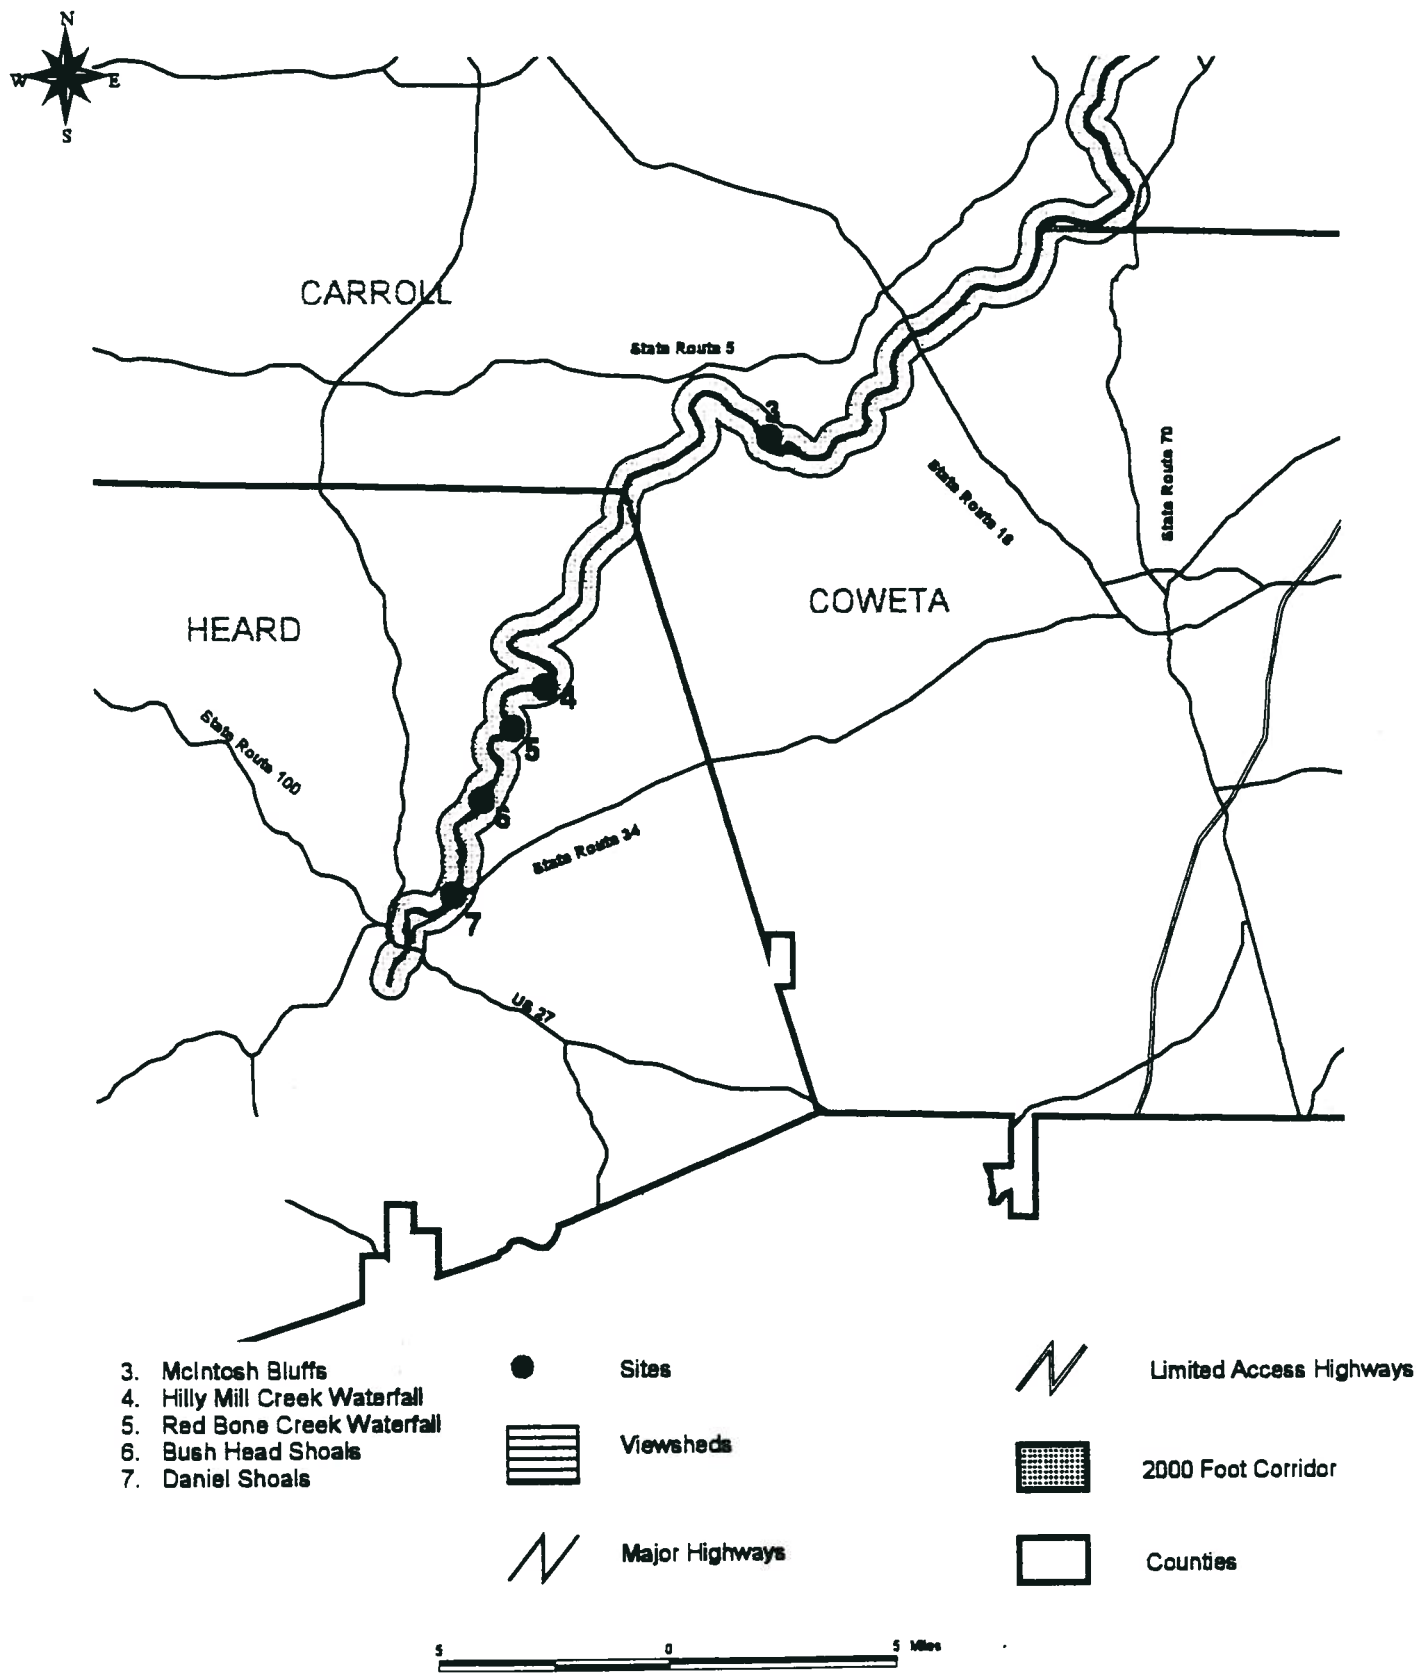 N
W E
S
CARROLL
State Route 5
3
State Route 18
State Route 70
COWETA
HEARD
4
State Route 100
5
6
State Route 34
7
US 27
3. McIntosh Bluffs
4. Hilly Mill Creek Waterfall
5. Red Bone Creek Waterfall
6. Bush Head Shoals
7. Daniel Shoals
Sites
Viewsheds
Major Highways
Limited Access Highways
2000 Foot Corridor
Counties
5 0 5 Miles